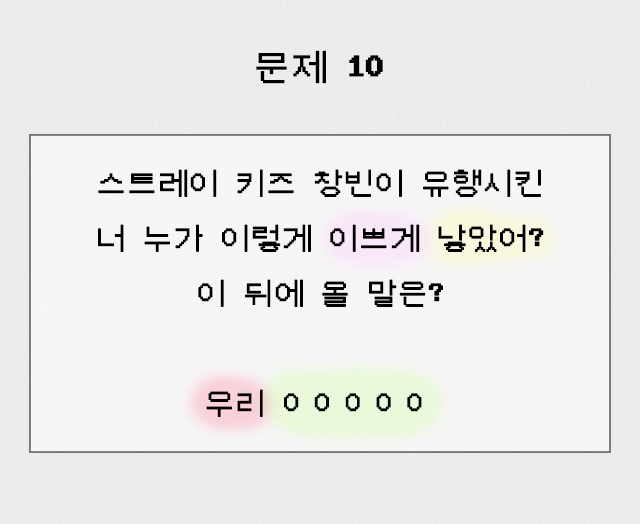 문제 10
스트레이 키즈 창빈이 유행시킨
너 누가 이렇게 이쁘게 낳았어?
이 뒤에 올 말은?
우리 ㅇㅇㅇㅇㅇ